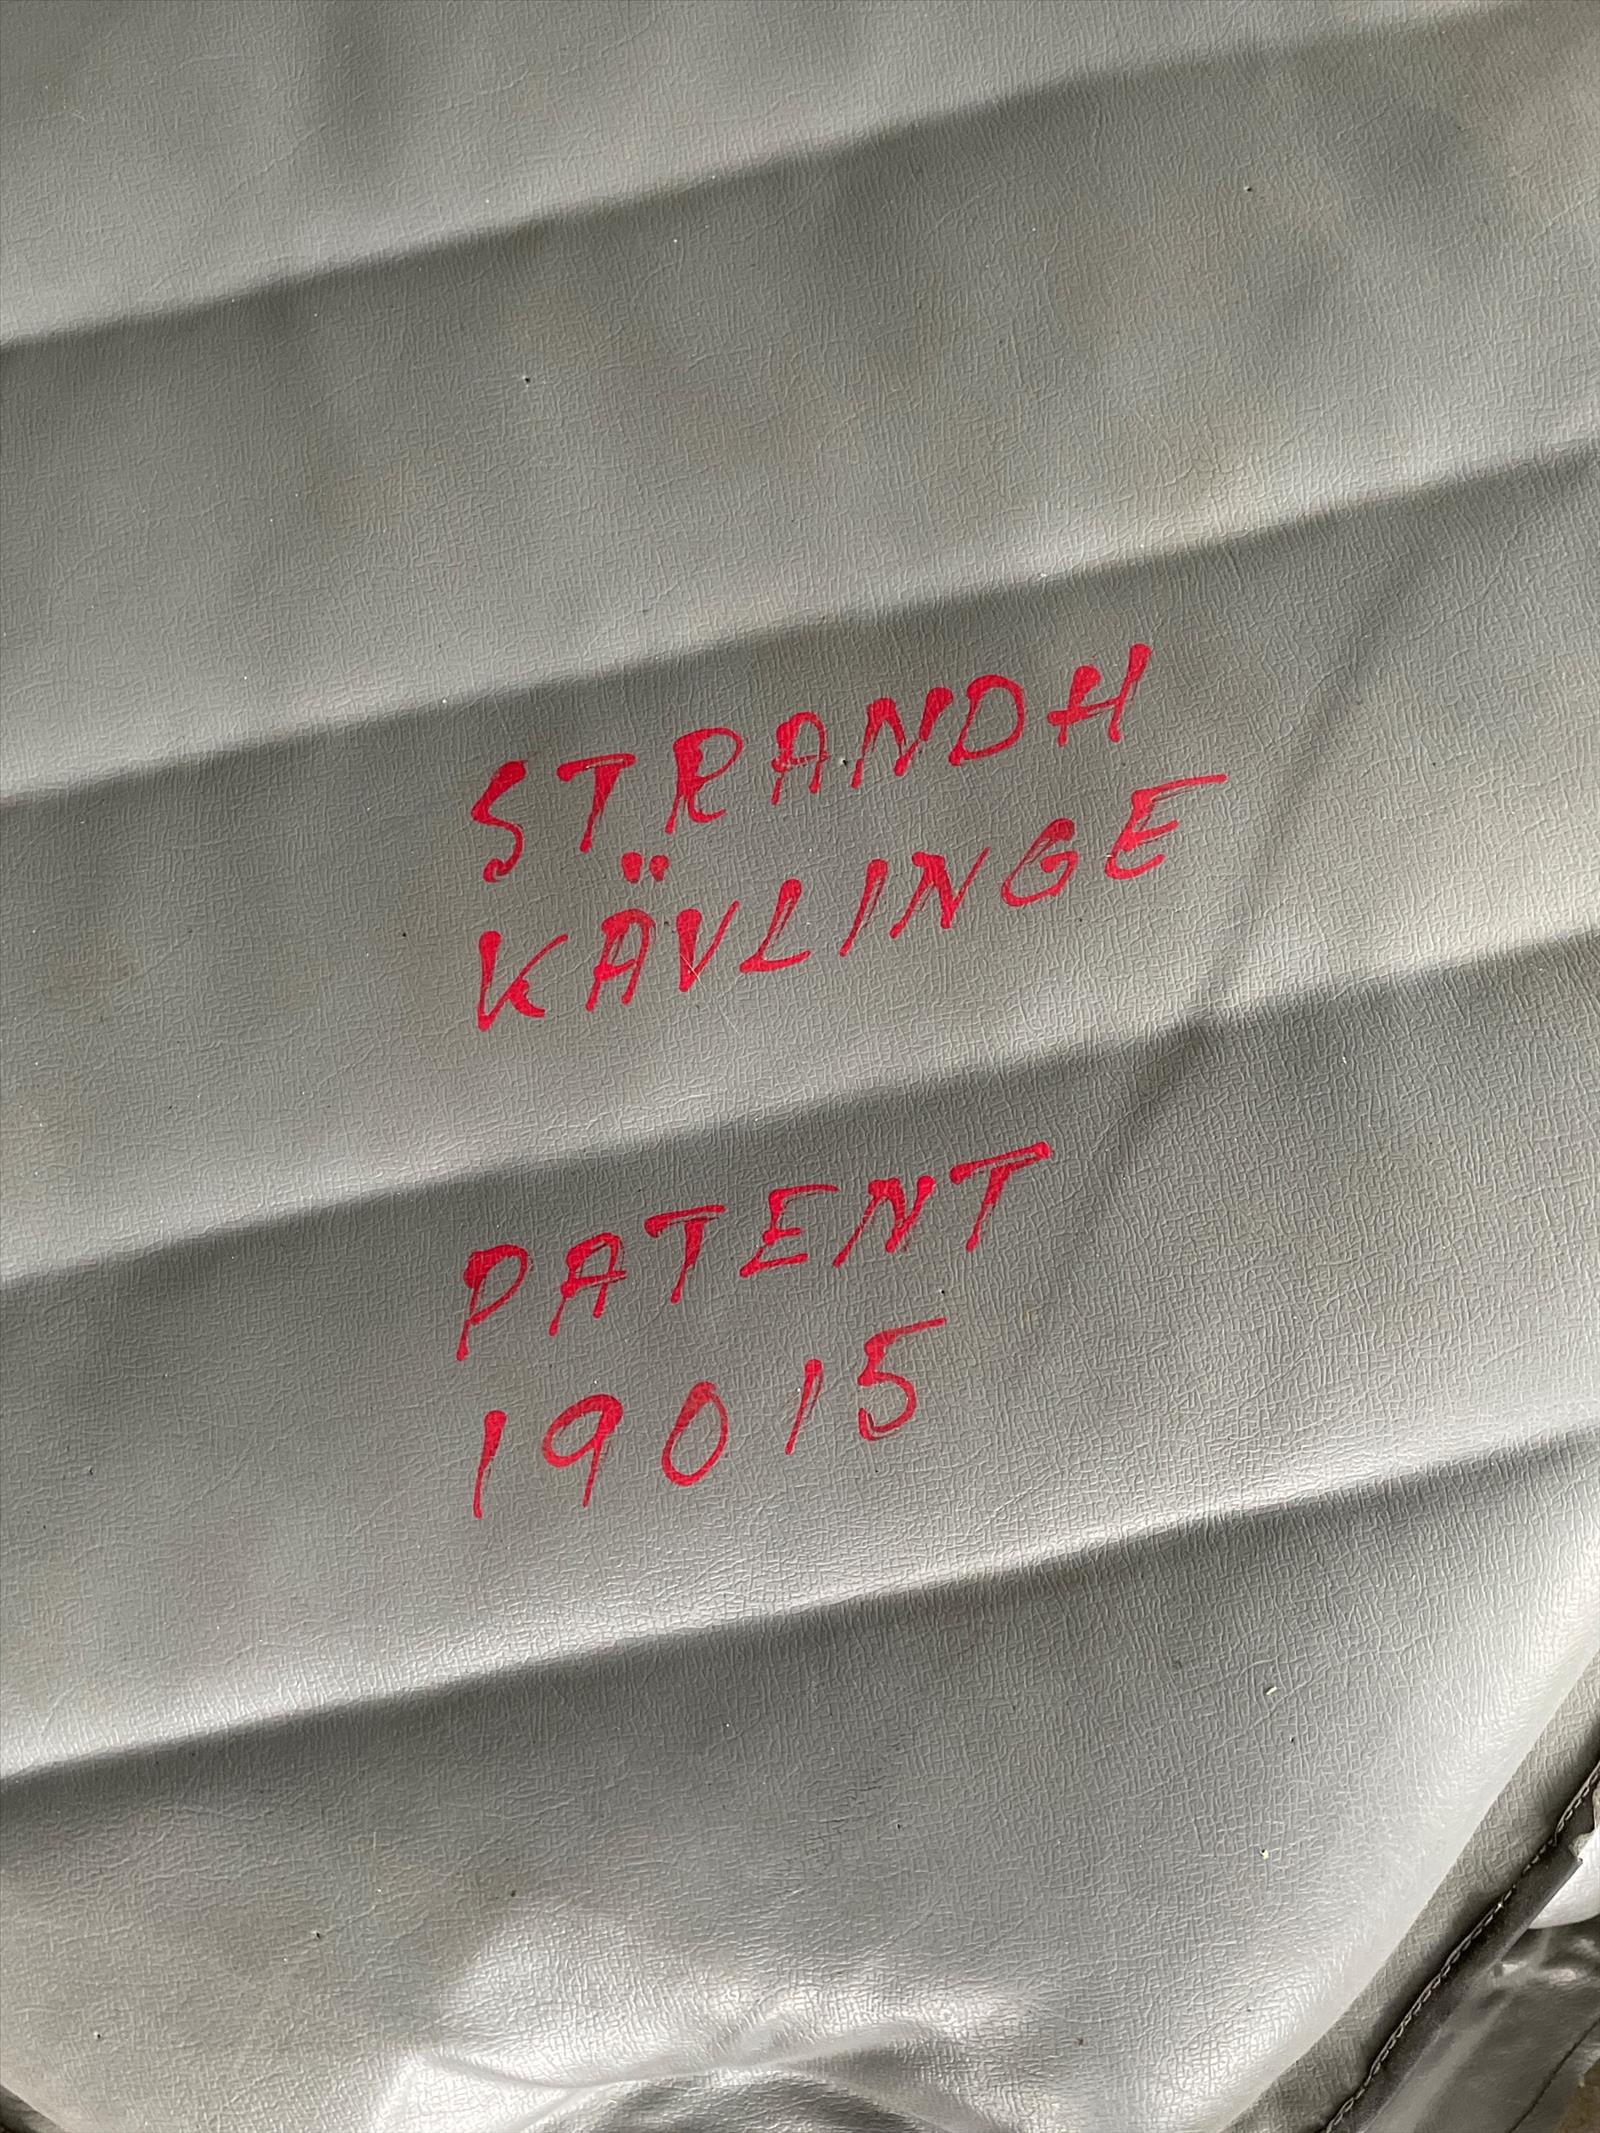 STRANDH
KÄVLINGE
PATENT
19015